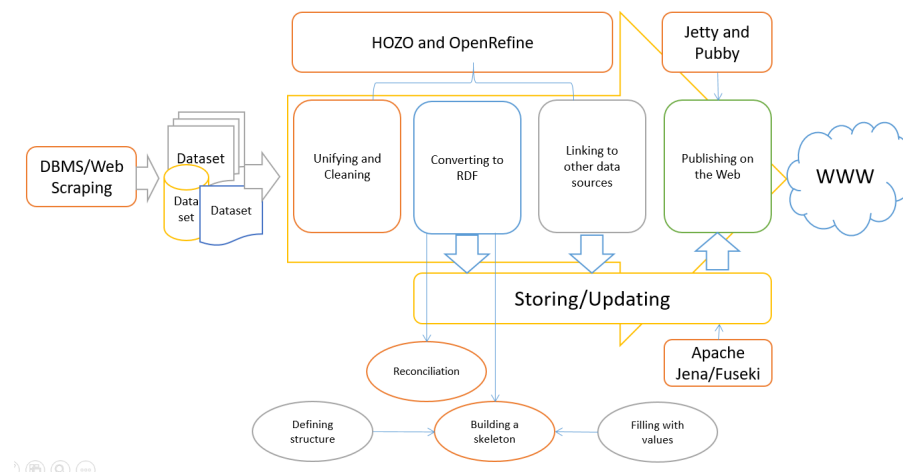 HOZO and OpenRefine
Jetty and
Pubby
DBMS/Web
Scraping
Dataset
Data
set
Dataset
Unifying and
Cleaning
Converting to
RDF
Linking to
other data
sources
Publishing on
the Web
WWW
Storing/Updating
Apache
Jena/Fuseki
Reconciliation
Defining
structure
Building a
skeleton
Filling with
values